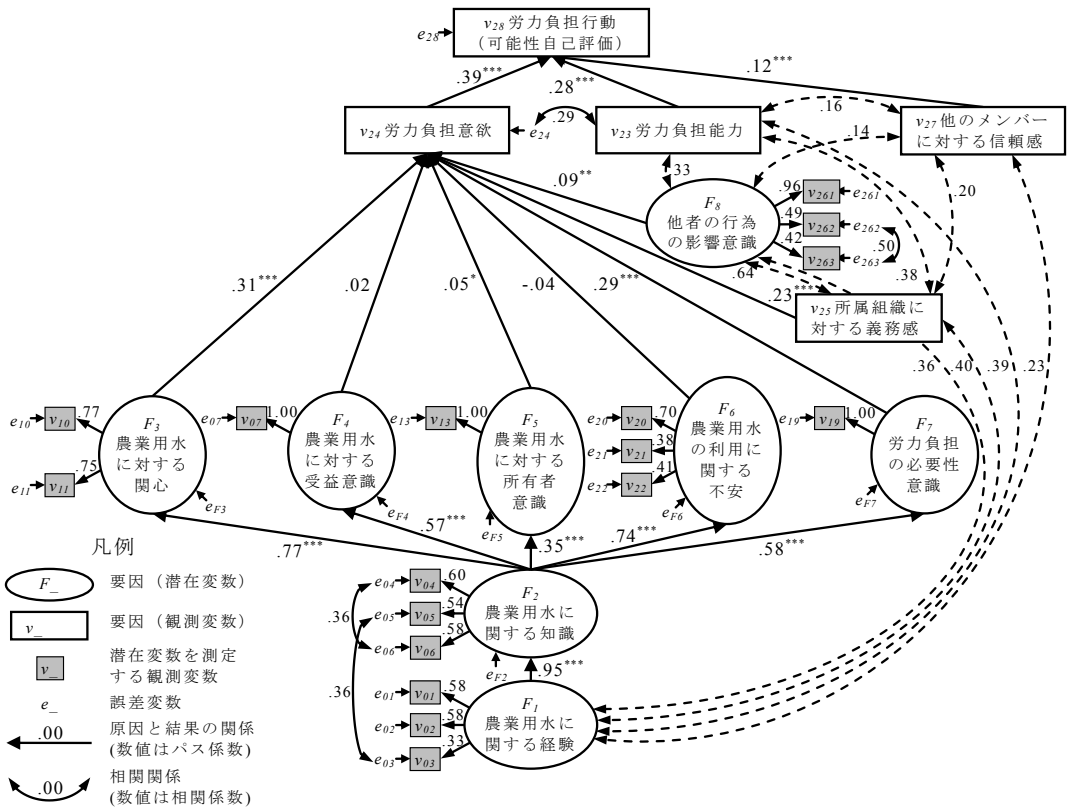 v28労力負担行動
（可能性自己評価）
e28
.39***
.28***
.12***
v24労力負担意欲
e24
.29
v23労力負担能力
.16
v27他のメンバー
に対する信頼感
.14
.33
.09**
F8
他者の行為
の影響意識
.96
v261
e261
.49
v262
e262
.42
v263
e263
.50
.20
.64
.38
.23***
v25所属組織に
対する義務感
.31***
.02
.05*
-.04
.29***
.36
.40
.39
.23
e10
v10
.77
e11
v11
.75
F3
農業用水
に対する
関心
eF3
e07
v07
1.00
F4
農業用水
に対する
受益意識
eF4
e13
v13
1.00
F5
農業用水
に対する
所有者
意識
eF5
e20
v20
.70
e21
v21
.38
e22
v22
.41
F6
農業用水
の利用に
関する
不安
eF6
e19
v19
1.00
F7
労力負担
の必要性
意識
eF7
.77***
.57***
.35***
.74***
.58***
e04
v04
.60
e05
v05
.54
e06
v06
.58
.36
F2
農業用水に
関する知識
eF2
.95***
.36
e01
v01
.58
e02
v02
.58
e03
v03
.33
F1
農業用水に
関する経験
凡例
F_
要因（潜在変数）
v_
要因（観測変数）
v_
潜在変数を測定
する観測変数
e_
誤差変数
.00
原因と結果の関係
(数値はパス係数)
.00
相関関係
(数値は相関係数)